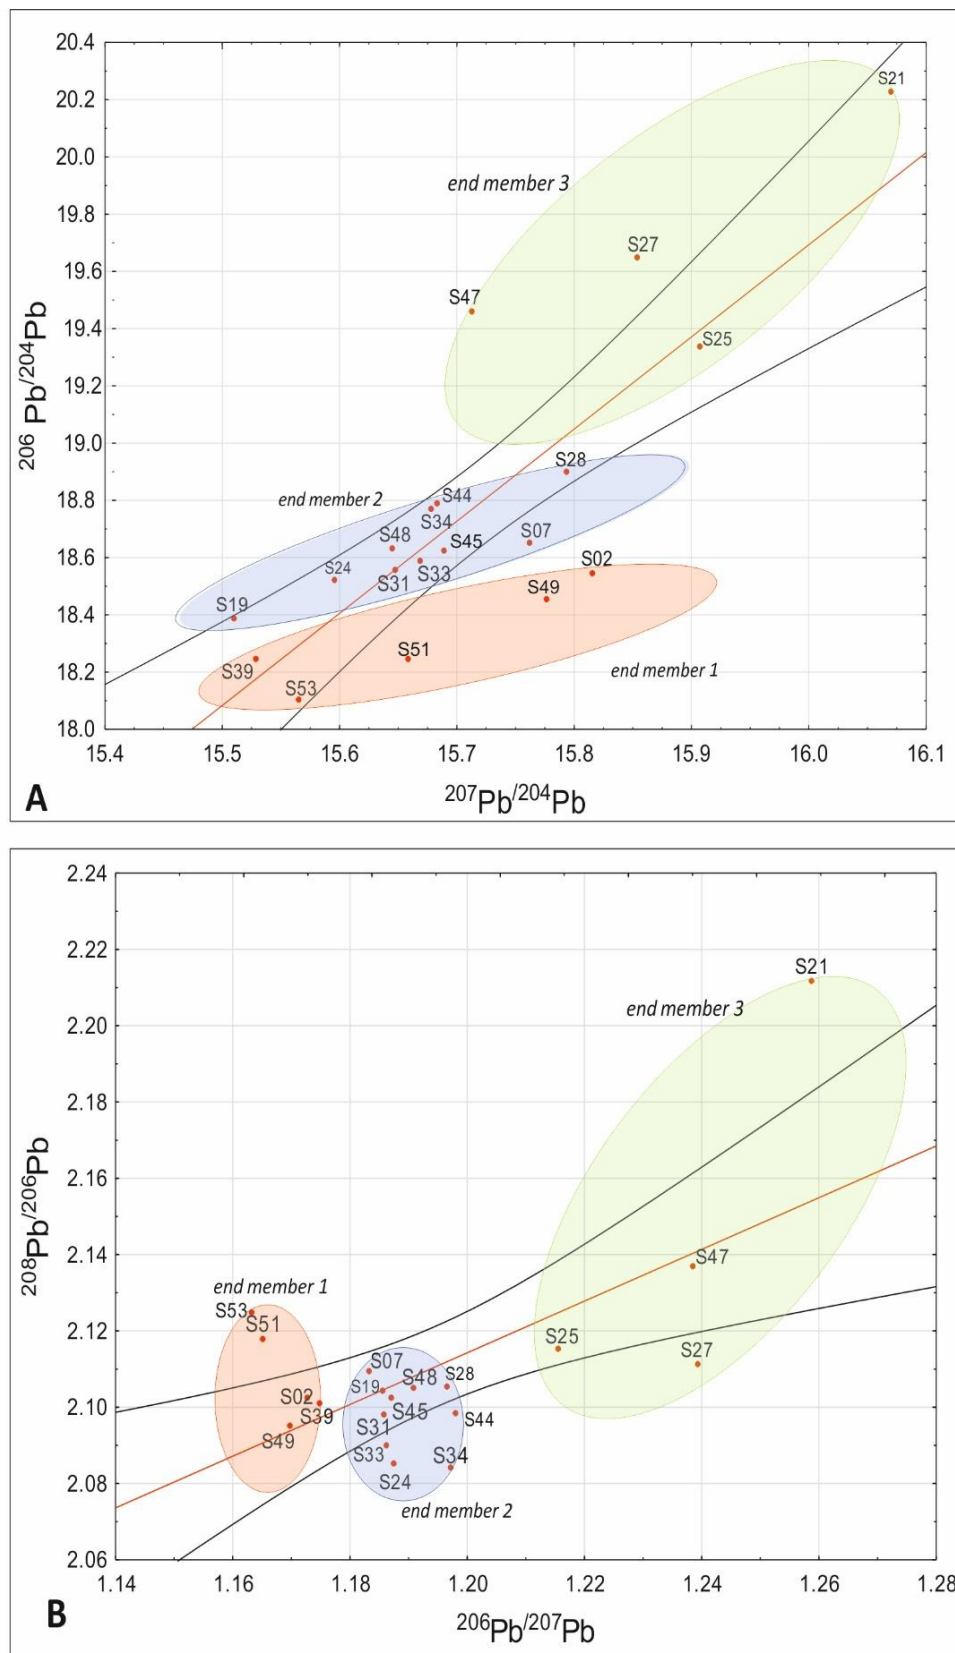 20.4
S21
20.2
20.0
end member 3
19.8
S27
19.6
S47
19.4
S25
19.2
206 Pb/204Pb
19.0
S28
18.8
end member 2
S44
S34
S48
S45
S07
18.6
S24
S31
S33
S02
S19
S49
18.4
S39
S51
18.2
end member 1
S53
18.0
15.4 15.5 15.6 15.7 15.8 15.9 16.0 16.1
A
207Pb/204Pb
2.24
2.22
S21
end member 3
2.20
2.18
2.16
208Pb/206Pb
2.14
S47
end member 1
S53
S51
2.12
S25
S27
S07
S19
S48
S28
S02
2.10
S39
S45
S44
S31
S49
S33
S34
S24
2.08
end member 2
2.06
1.14 1.16 1.18 1.20 1.22 1.24 1.26 1.28
B
206Pb/207Pb